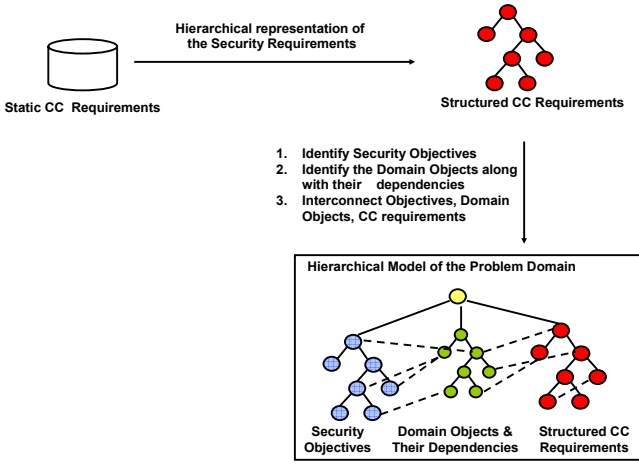 Hierarchical representation of
the Security Requirements
Static CC Requirements
Structured CC Requirements
1. Identify Security Objectives
2. Identify the Domain Objects along
with their dependencies
3. Interconnect Objectives, Domain
Objects, CC requirements
Hierarchical Model of the Problem Domain
Security
Objectives
Domain Objects &
Their Dependencies
Structured CC
Requirements